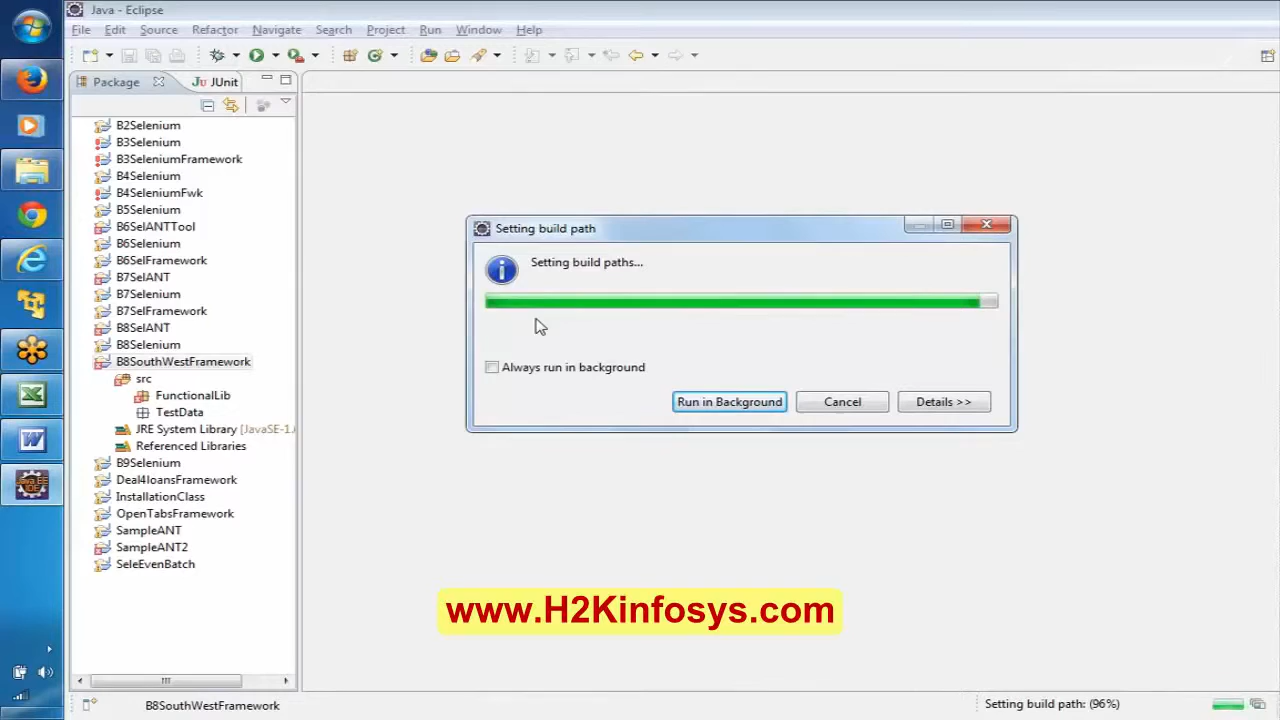 Java - Eclipse
File Edit Source Refactor Navigate Search Project Run Window Help
Package JUnit
B2Selenium
B3Selenium
B3SeleniumFramework
B4Selenium
B4SeleniumFwk
B5Selenium
B6SelANTTool
B6Selenium
B6SelFramework
B7SelANT
B7Selenium
B7SelFramework
B8SelANT
B8Selenium
B8SouthWestFramework
src
FunctionalLib
TestData
JRE System Library [JavaSE-1.
Referenced Libraries
B9Selenium
Deal4loansFramework
InstallationClass
OpenTabsFramework
SampleANT
SampleANT2
SeleEvenBatch
Setting build path
Setting build paths...
Always run in background
Run in Background Cancel Details >>
www.H2Kinfosys.com
B8SouthWestFramework
Setting build path: (96%)